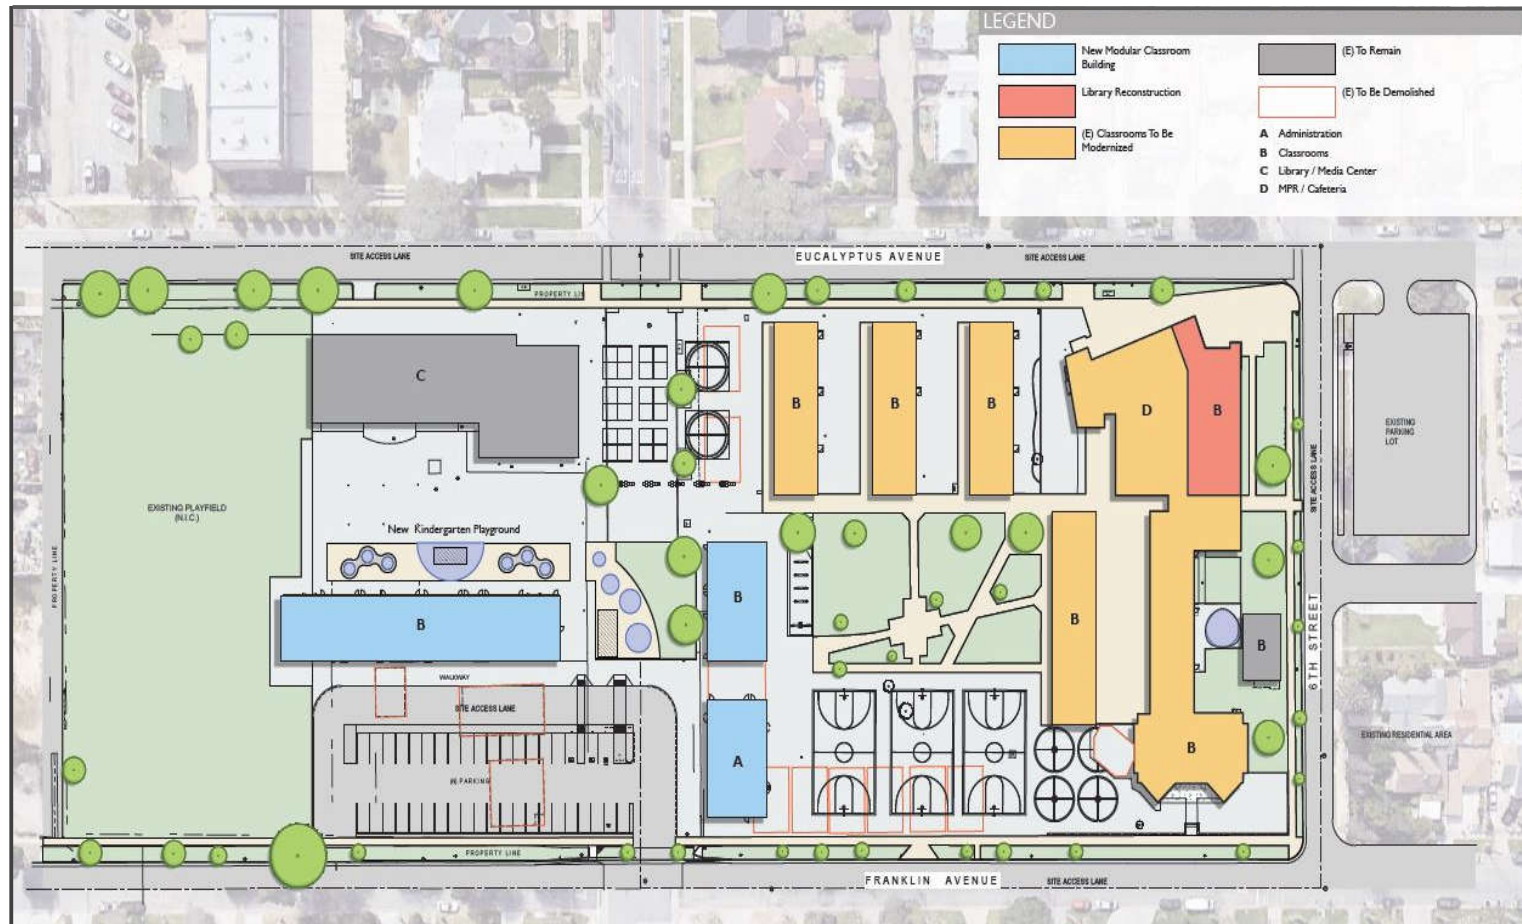 LEGEND
New Modular Classroom
Building
Library Reconstruction
(E) Classrooms To Be
Modernized
(E) To Remain
(E) To Be Demolished
A Administration
B Classrooms
C Library / Media Center
D MPR / Cafeteria
SITE ACCESS LANE
EUCALYPTUS AVENUE
SITE ACCESS LANE
PROPERTY LIN
C
B
B
B
D
B
EXISTING
PARKING
LOT
SITE ACCESS LANE
EXISTING PLAYFIELD
(N.I.C.)
New Kindergarten Playground
PROPERTY LINE
B
B
B
B
6TH STREET
WALKWAY
SITE ACCESS LANE
PARKING
A
B
EXISTING RESIDENTIAL AREA
PROPERTY LINE
FRANKLIN AVENUE
SITE ACCESS LANE